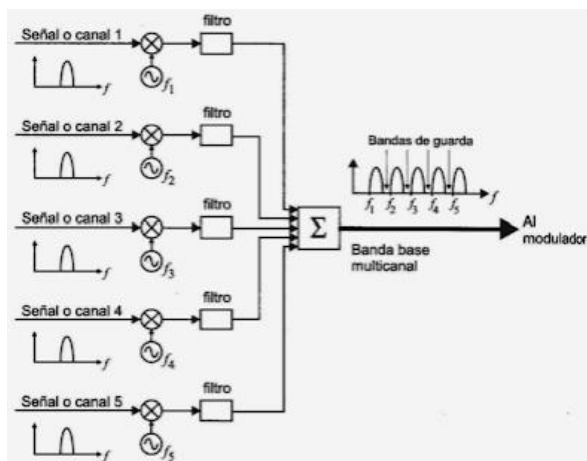 Señal o canal 1
filtro
f
f1
Señal o canal 2
filtro
f
f2
Señal o canal 3
filtro
f
f3
Señal o canal 4
filtro
f
f4
Señal o canal 5
filtro
f
f5
Σ
Bandas de guarda
f1 f2 f3 f4 f5 f
Banda base
multicanal
Al
modulador